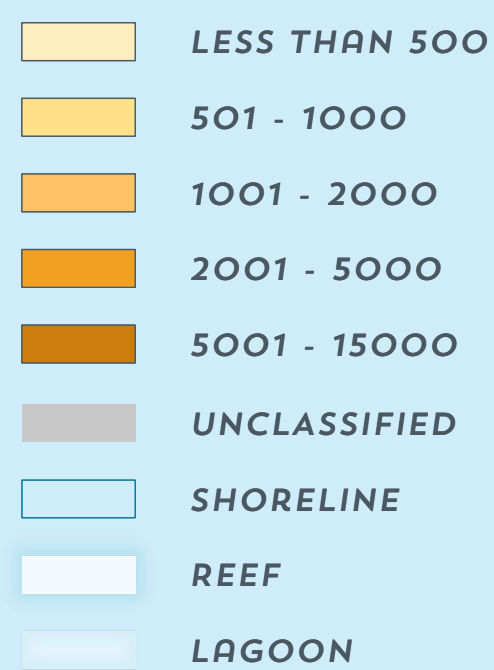 LESS THAN 500
501 - 1000
1001 - 2000
2001 - 5000
5001 - 15000
UNCLASSIFIED
SHORELINE
REEF
LAGOON